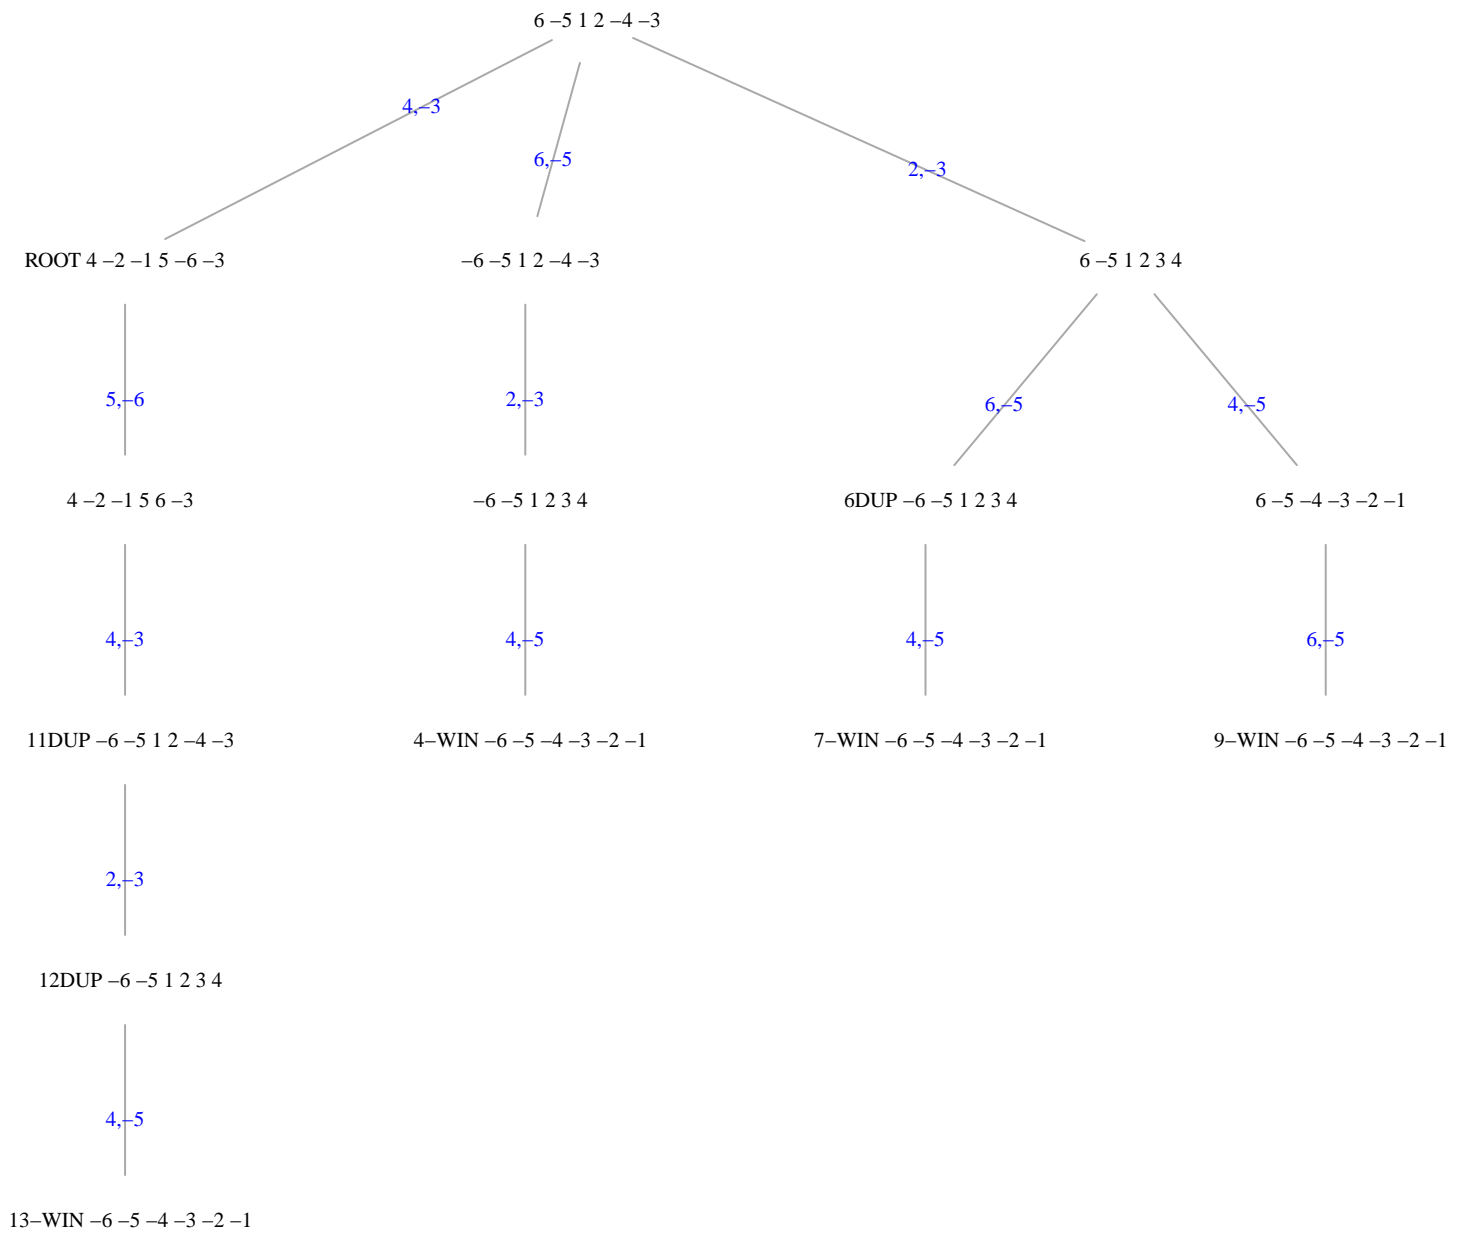 6 –5 1 2 –4 –3
4,–3
6,–5
2,–3
ROOT 4 –2 –1 5 –6 –3
–6 –5 1 2 –4 –3
6 –5 1 2 3 4
5,–6
2,–3
6,–5
4,–5
4 –2 –1 5 6 –3
–6 –5 1 2 3 4
6DUP –6 –5 1 2 3 4
6 –5 –4 –3 –2 –1
4,–3
4,–5
4,–5
6,–5
11DUP –6 –5 1 2 –4 –3
4–WIN –6 –5 –4 –3 –2 –1
7–WIN –6 –5 –4 –3 –2 –1
9–WIN –6 –5 –4 –3 –2 –1
2,–3
12DUP –6 –5 1 2 3 4
4,–5
13–WIN –6 –5 –4 –3 –2 –1